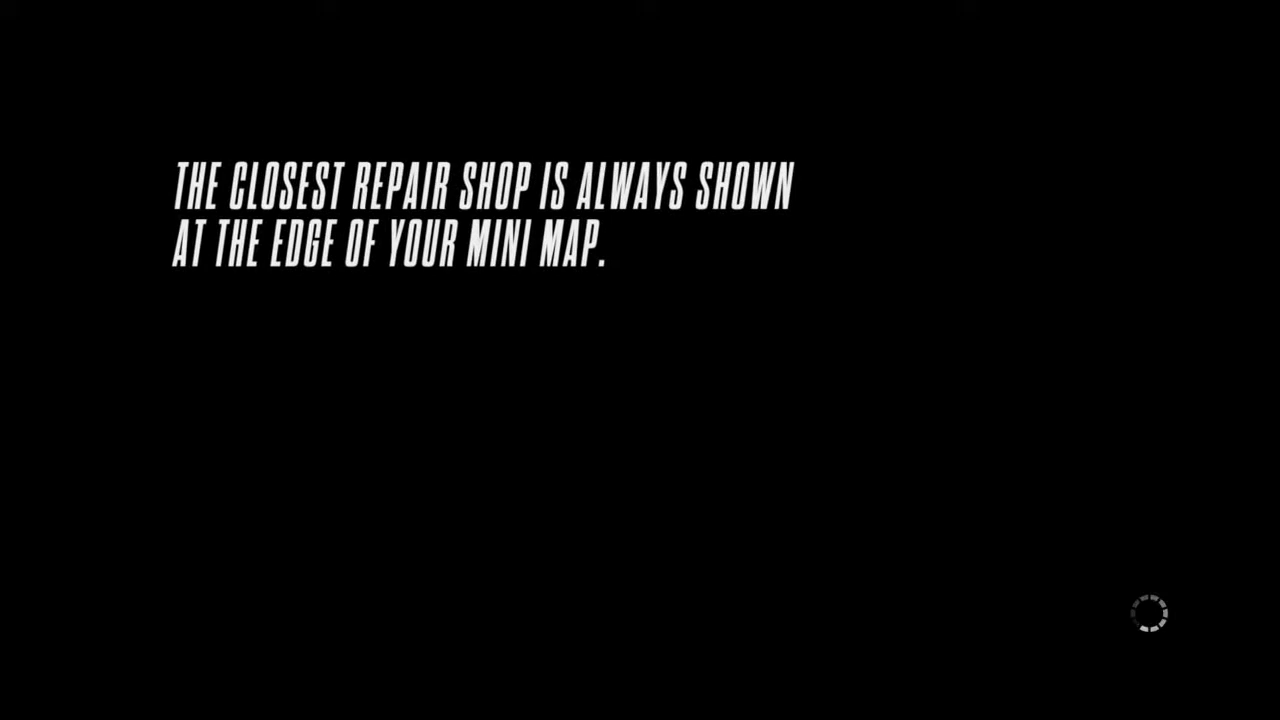 THE CLOSEST REPAIR SHOP IS ALWAYS SHOWN
AT THE EDGE OF YOUR MINI MAP.